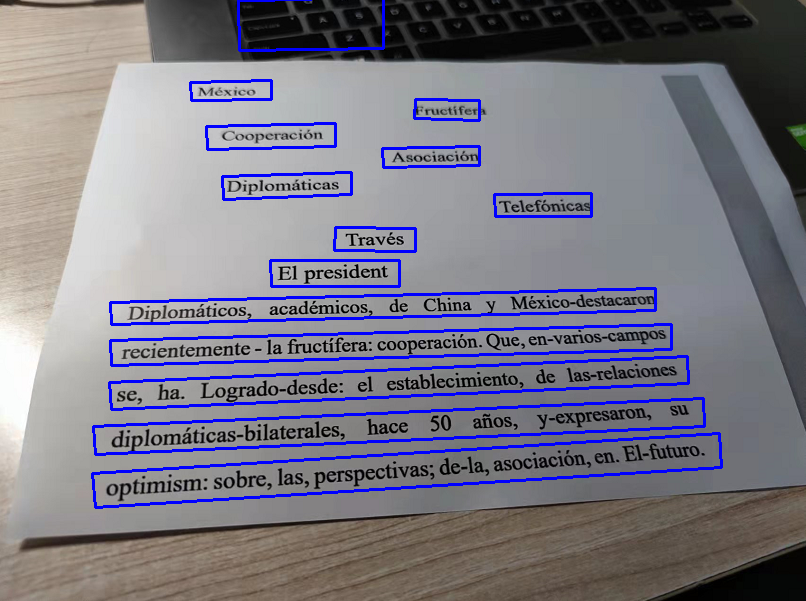 México
Fructífera
Cooperación
Asociación
Diplomáticas
Telefónicas
Través
El president
Diplomáticos, académicos, de China y México-destacaron
recientemente - la fructífera: cooperación. Que, en-varios-campos
se, ha. Logrado-desde: el establecimiento, de las-relaciones
diplomáticas-bilaterales, hace 50 años, y-expresaron, su
optimism: sobre, las, perspectivas; de-la, asociación, en. El-futuro.